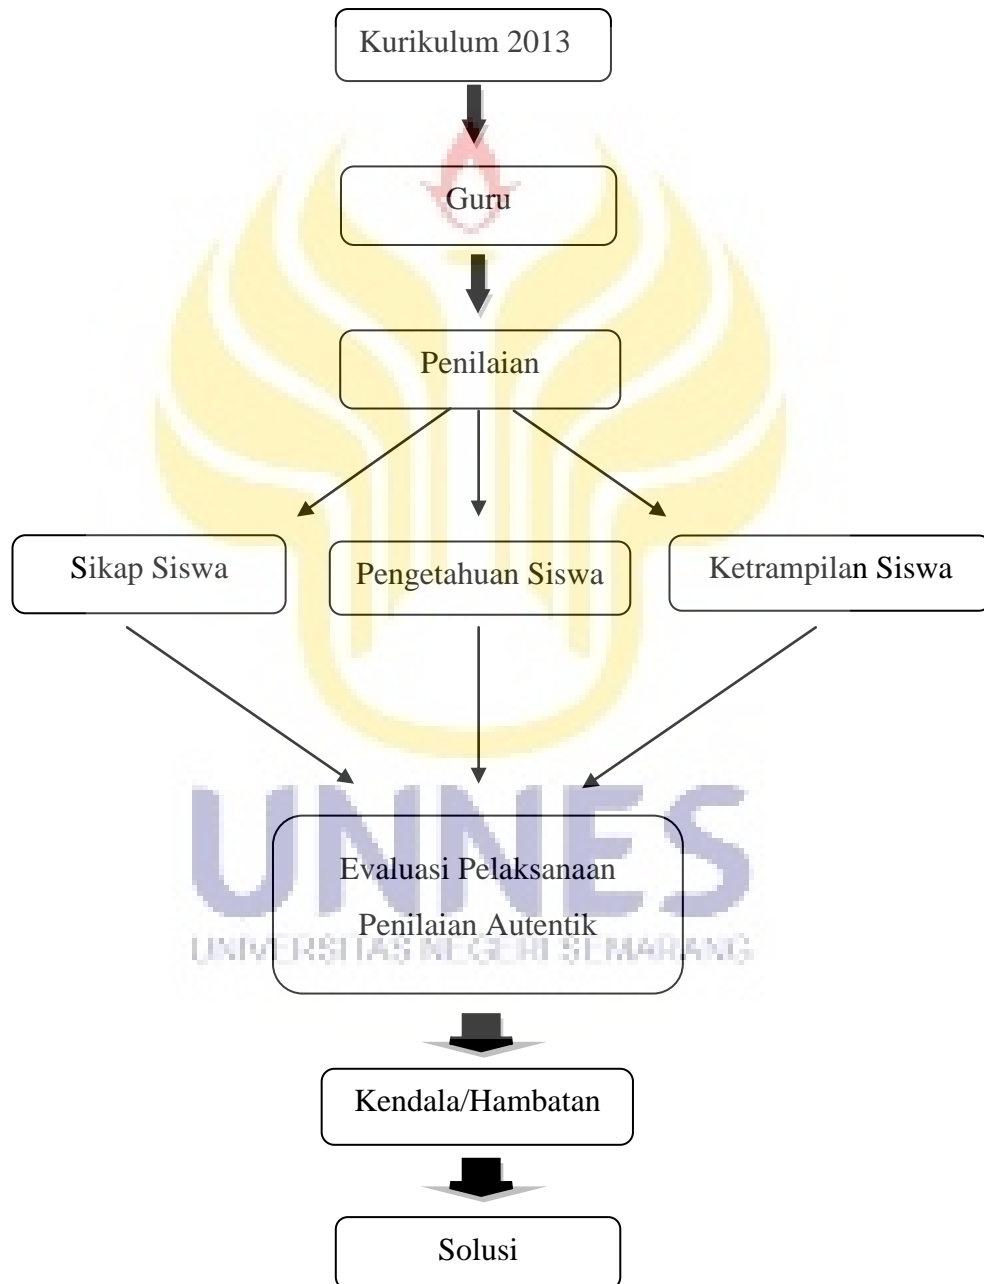 Kurikulum 2013
Guru
Penilaian
Sikap Siswa
Pengetahuan Siswa
Ketrampilan Siswa
UNNES
Evaluasi Pelaksanaan
Penilaian Autentik
UNIVERSITAS NEGERI SEMARANG
Kendala/Hambatan
Solusi